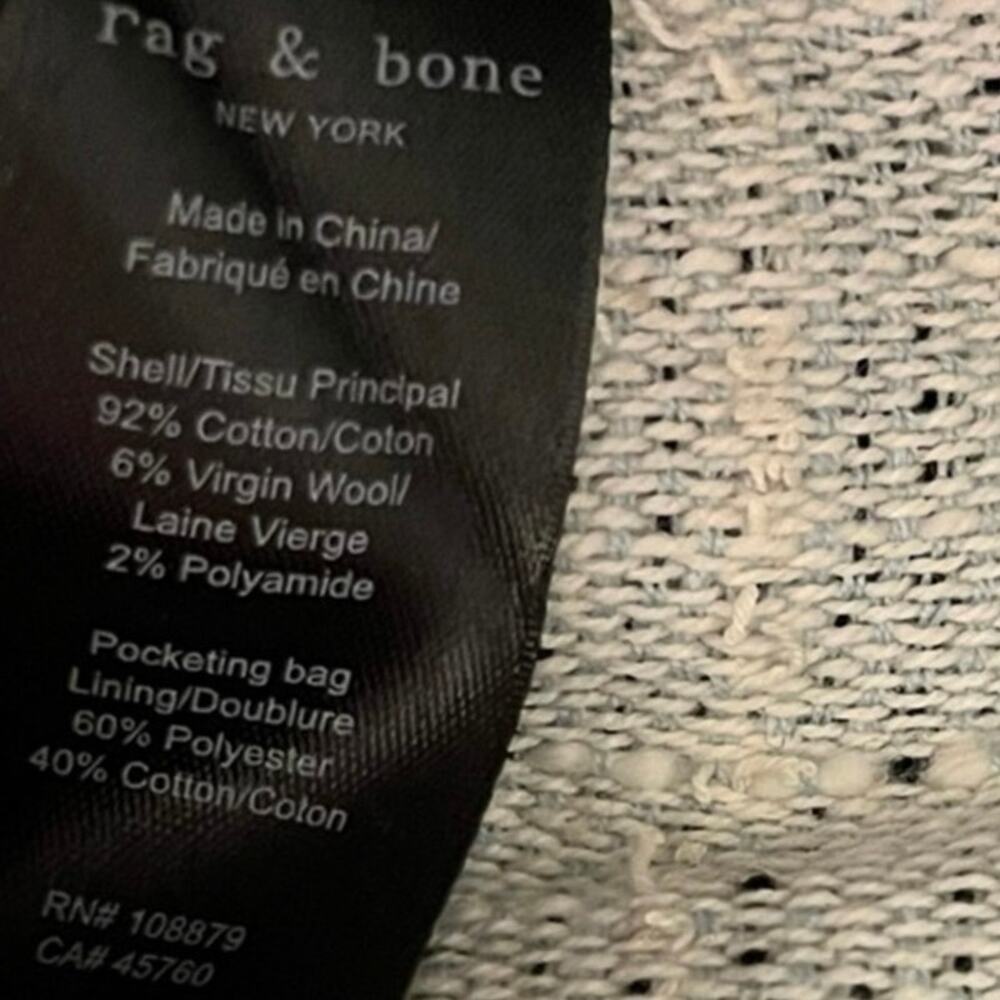 rag & bone
NEW YORK
Made in China/
Fabriqué en Chine
Shell/Tissu Principal
92% Cotton/Coton
6% Virgin Wool/
Laine Vierge
2% Polyamide
Pocketing bag
Lining/Doublure
60% Polyester
40% Cotton/Coton
RN# 108879
CA# 45760